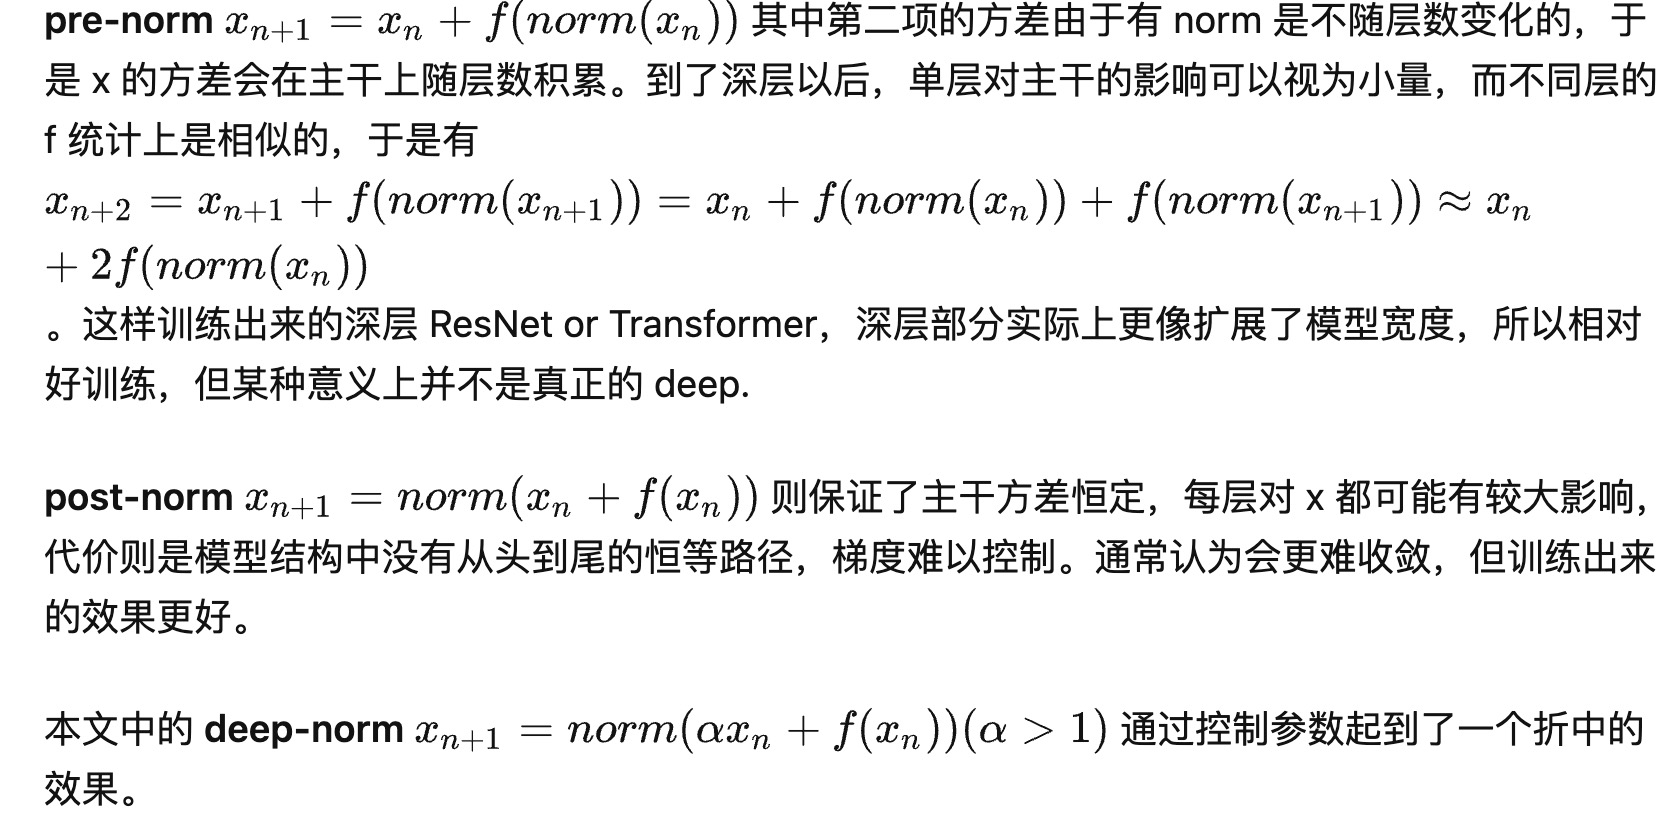 pre-norm $x_{n+1} = x_n + f(norm(x_n))$ 其中第二项的方差由于有 norm 是不随层数变化的，于
是 x 的方差会在主干上随层数积累。到了深层以后，单层对主干的影响可以视为小量，而不同层的
f 统计上是相似的，于是有
$x_{n+2} = x_{n+1} + f(norm(x_{n+1})) = x_n + f(norm(x_n)) + f(norm(x_{n+1})) \approx x_n$
$+ 2f(norm(x_n))$
。这样训练出来的深层 ResNet or Transformer，深层部分实际上更像扩展了模型宽度，所以相对
好训练，但某种意义上并不是真正的 deep.
post-norm $x_{n+1} = norm(x_n + f(x_n))$ 则保证了主干方差恒定，每层对 x 都可能有较大影响，
代价则是模型结构中没有从头到尾的恒等路径，梯度难以控制。通常认为会更难收敛，但训练出来
的效果更好。
本文中的 deep-norm $x_{n+1} = norm(\alpha x_n + f(x_n))(\alpha > 1)$ 通过控制参数起到了一个折中的
效果。